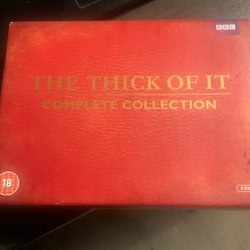 BBC
THE THICK OF IT
COMPLETE COLLECTION
18